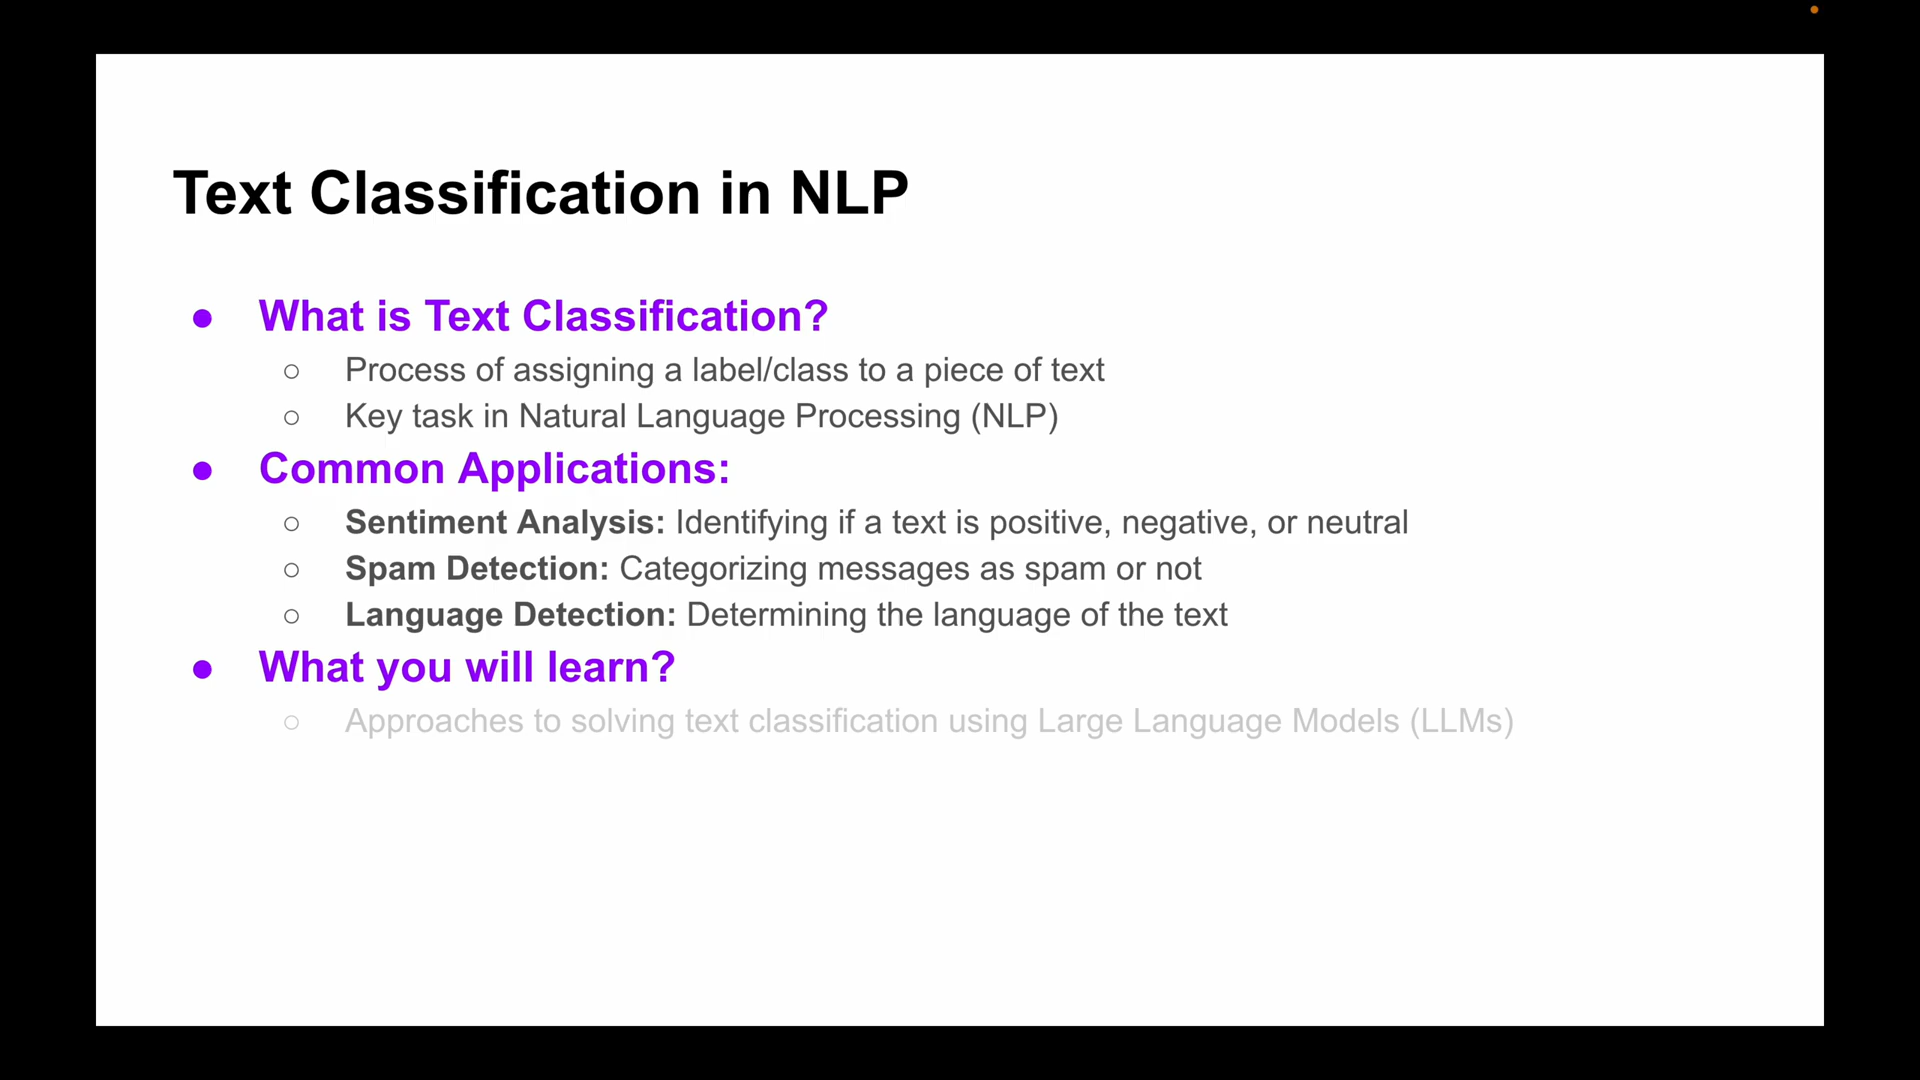 Text Classification in NLP
● What is Text Classification?
○ Process of assigning a label/class to a piece of text
○ Key task in Natural Language Processing (NLP)
● Common Applications:
○ Sentiment Analysis: Identifying if a text is positive, negative, or neutral
○ Spam Detection: Categorizing messages as spam or not
○ Language Detection: Determining the language of the text
● What you will learn?
○ Approaches to solving text classification using Large Language Models (LLMs)